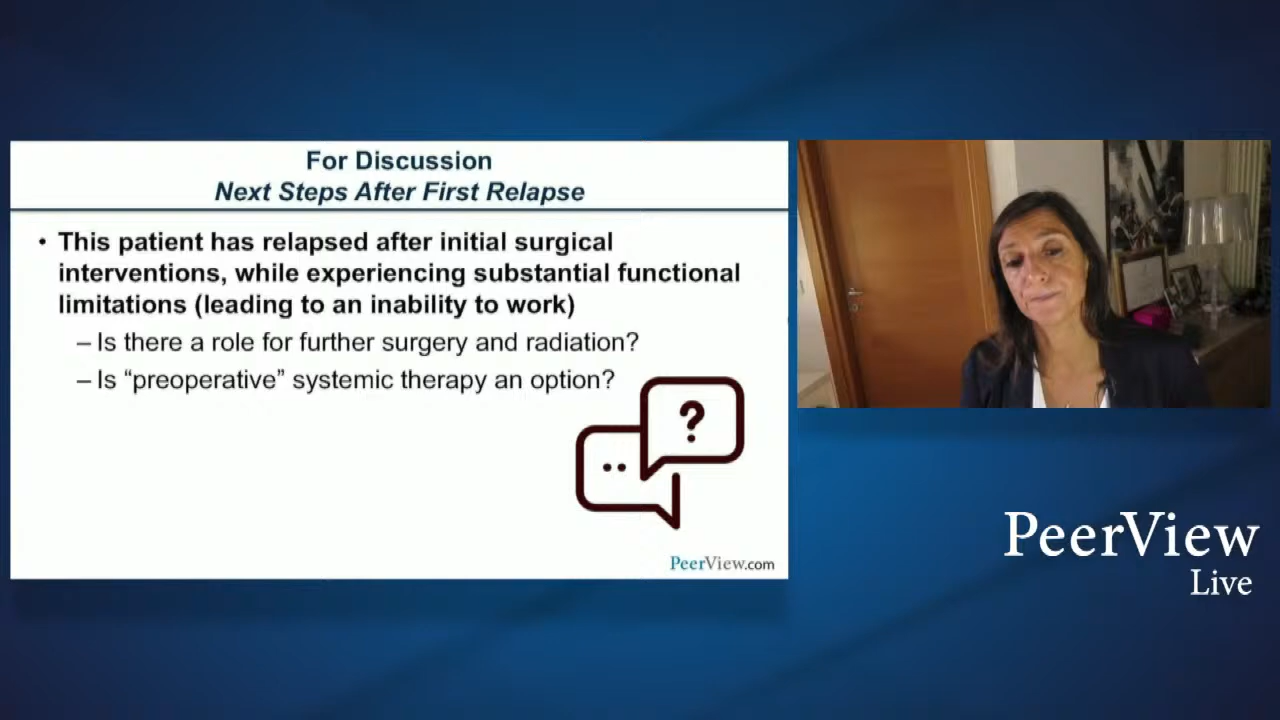 For Discussion
Next Steps After First Relapse
• This patient has relapsed after initial surgical
interventions, while experiencing substantial functional
limitations (leading to an inability to work)
– Is there a role for further surgery and radiation?
– Is “preoperative” systemic therapy an option?
?
PeerView.com
PeerView
Live